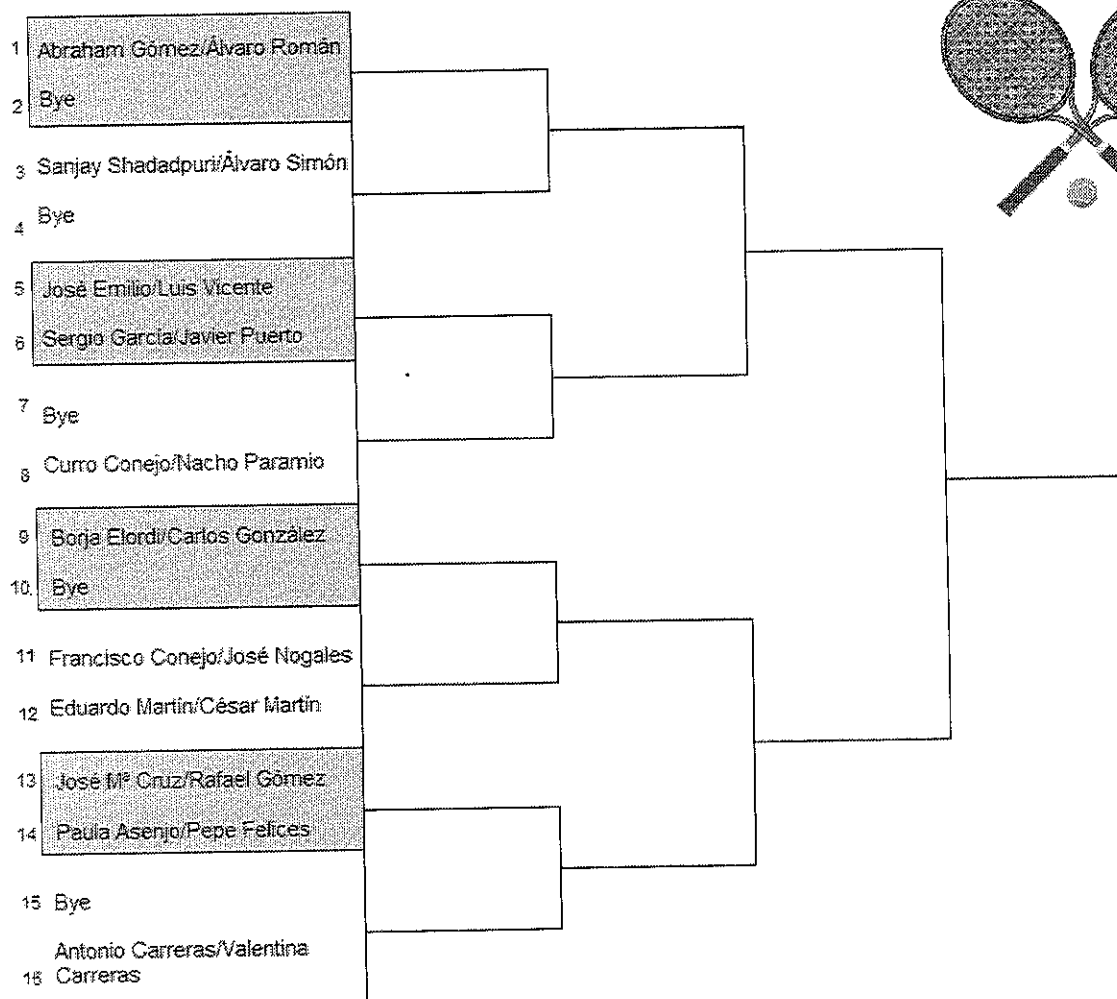 1 Abraham Gómez/Álvaro Román
2 Bye
3 Sanjay Shadadpuri/Álvaro Simón
4 Bye
5 José Emilio/Luis Vicente
6 Sergio García/Javier Puerto
7 Bye
8 Curro Conejo/Nacho Paramio
9 Borja Elordi/Carlos González
10 Bye
11 Francisco Conejo/José Nogales
12 Eduardo Martín/César Martín
13 José Mª Cruz/Rafael Gómez
14 Paula Asenjo/Pepe Felices
15 Bye
Antonio Carreras/Valentina
16 Carreras